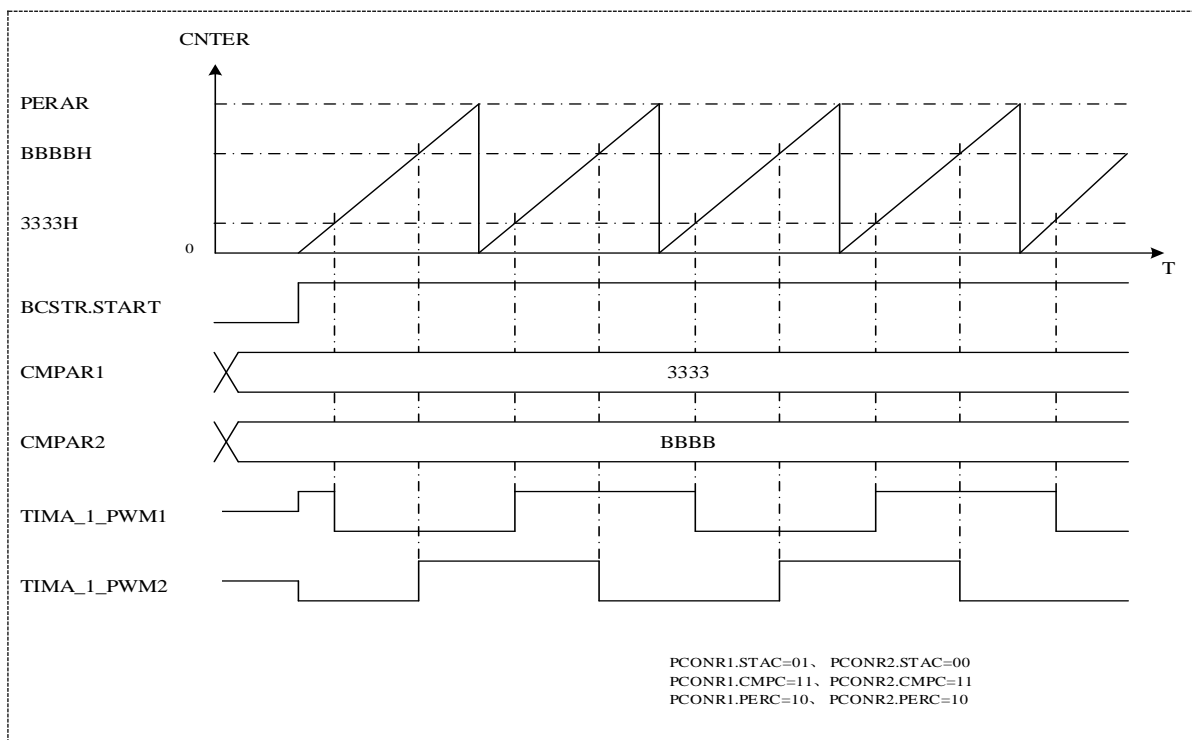 CNTER
PERAR
BBBBH
3333H
0
T
BCSTR.START
CMPAR1
3333
CMPAR2
BBBB
TIMA_1_PWM1
TIMA_1_PWM2
PCONR1.STAC=01、 PCONR2.STAC=00
PCONR1.CMPC=11、PCONR2.CMPC=11
PCONR1.PERC=10、 PCONR2.PERC=10